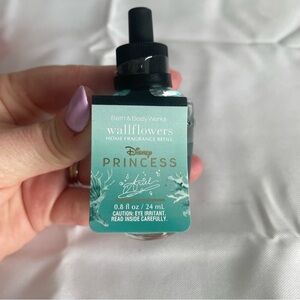 Bath & Body Works
wallflowers
HOME FRAGRANCE REFILL
Disney
PRINCESS
Ariel
0.8 fl oz / 24 mL
CAUTION: EYE IRRITANT.
READ INSIDE CAREFULLY.